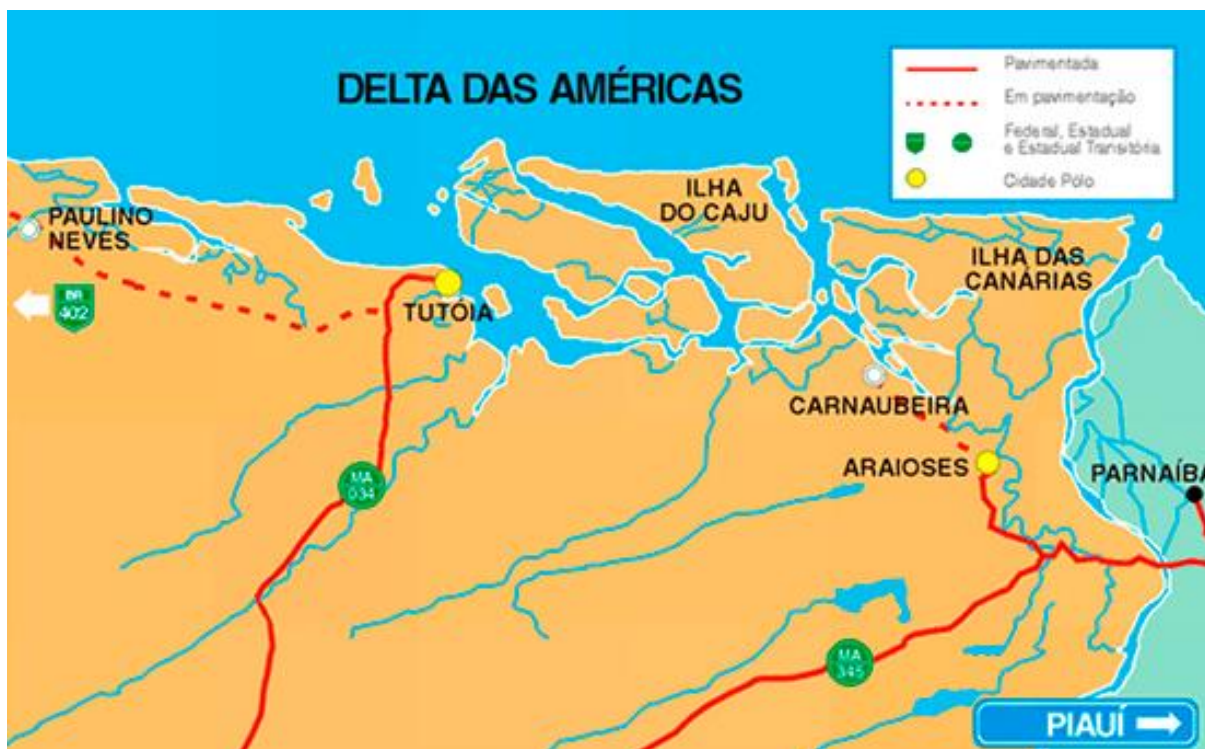 DELTA DAS AMÉRICAS
Pavimentada
Em pavimentação
Federal, Estadual
e Estadual Transitória
Cidade Pólo
ILHA
DO CAJU
PAULINO
NEVES
ILHA DAS
CANÁRIAS
BR
402
TUTÓIA
CARNAUBEIRA
ARAIOSES
PARNAÍBA
MA
034
MA
345
PIAUÍ